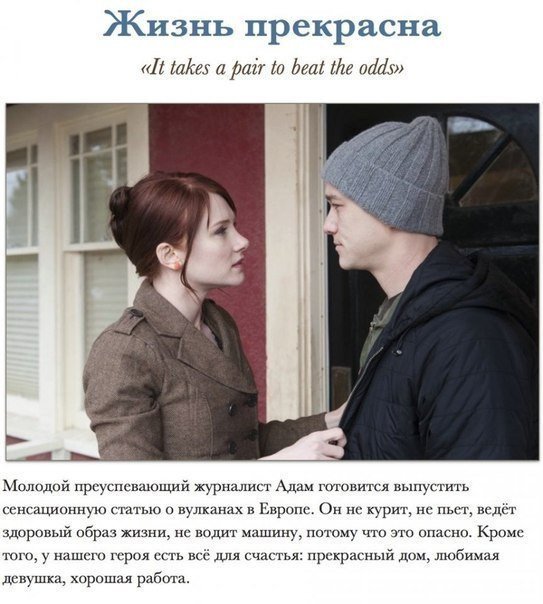 Жизнь прекрасна
«It takes a pair to beat the odds»
Молодой преуспевающий журналист Адам готовится выпустить
сенсационную статью о вулканах в Европе. Он не курит, не пьет, ведёт
здоровый образ жизни, не водит машину, потому что это опасно. Кроме
того, у нашего героя есть всё для счастья: прекрасный дом, любимая
девушка, хорошая работа.